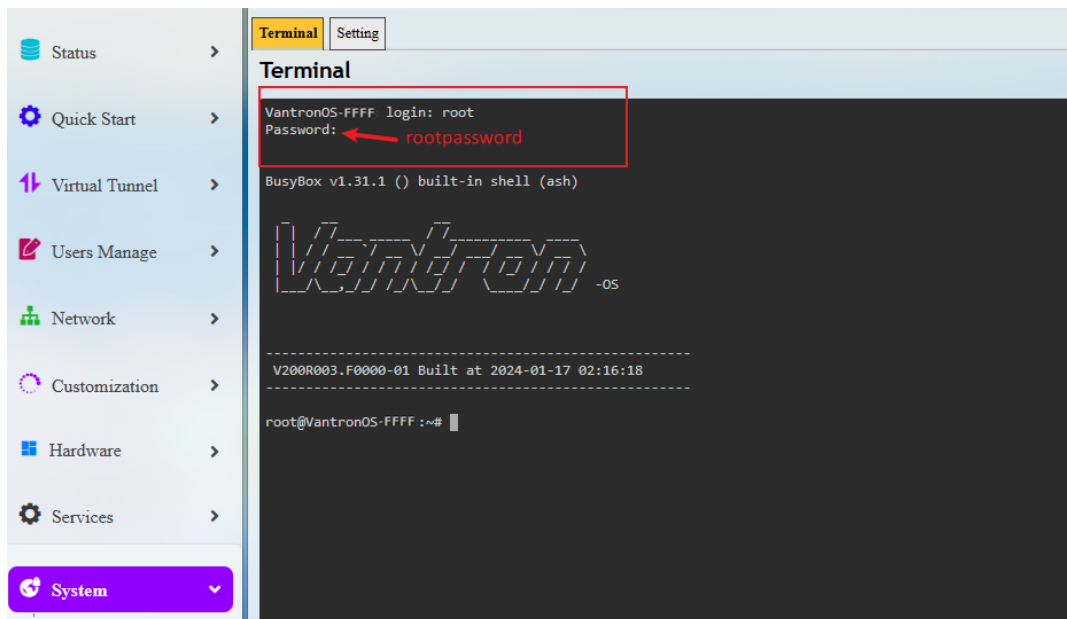 Status
Quick Start
Virtual Tunnel
Users Manage
Network
Customization
Hardware
Services
System
Terminal Setting
Terminal
VantronOS-FFFF login: root
Password: rootpassword
BusyBox v1.31.1 () built-in shell (ash)
Vantron -OS
-----------------------------------------------------
V200R003.F0000-01 Built at 2024-01-17 02:16:18
-----------------------------------------------------
root@VantronOS-FFFF:~#